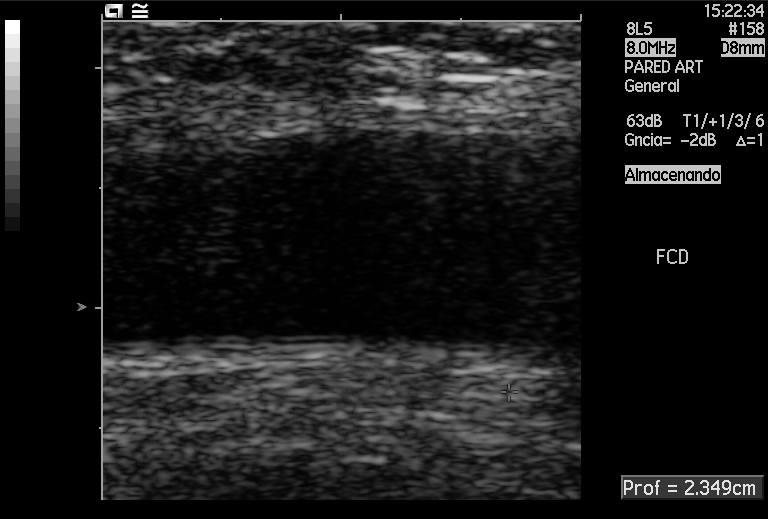 15:22:34
8L5 #158
8.0MHz D8mm
PARED ART
General
63dB T1/+1/3/ 6
Gncia= -2dB Δ=1
Almacenando
FCD
Prof = 2.349cm